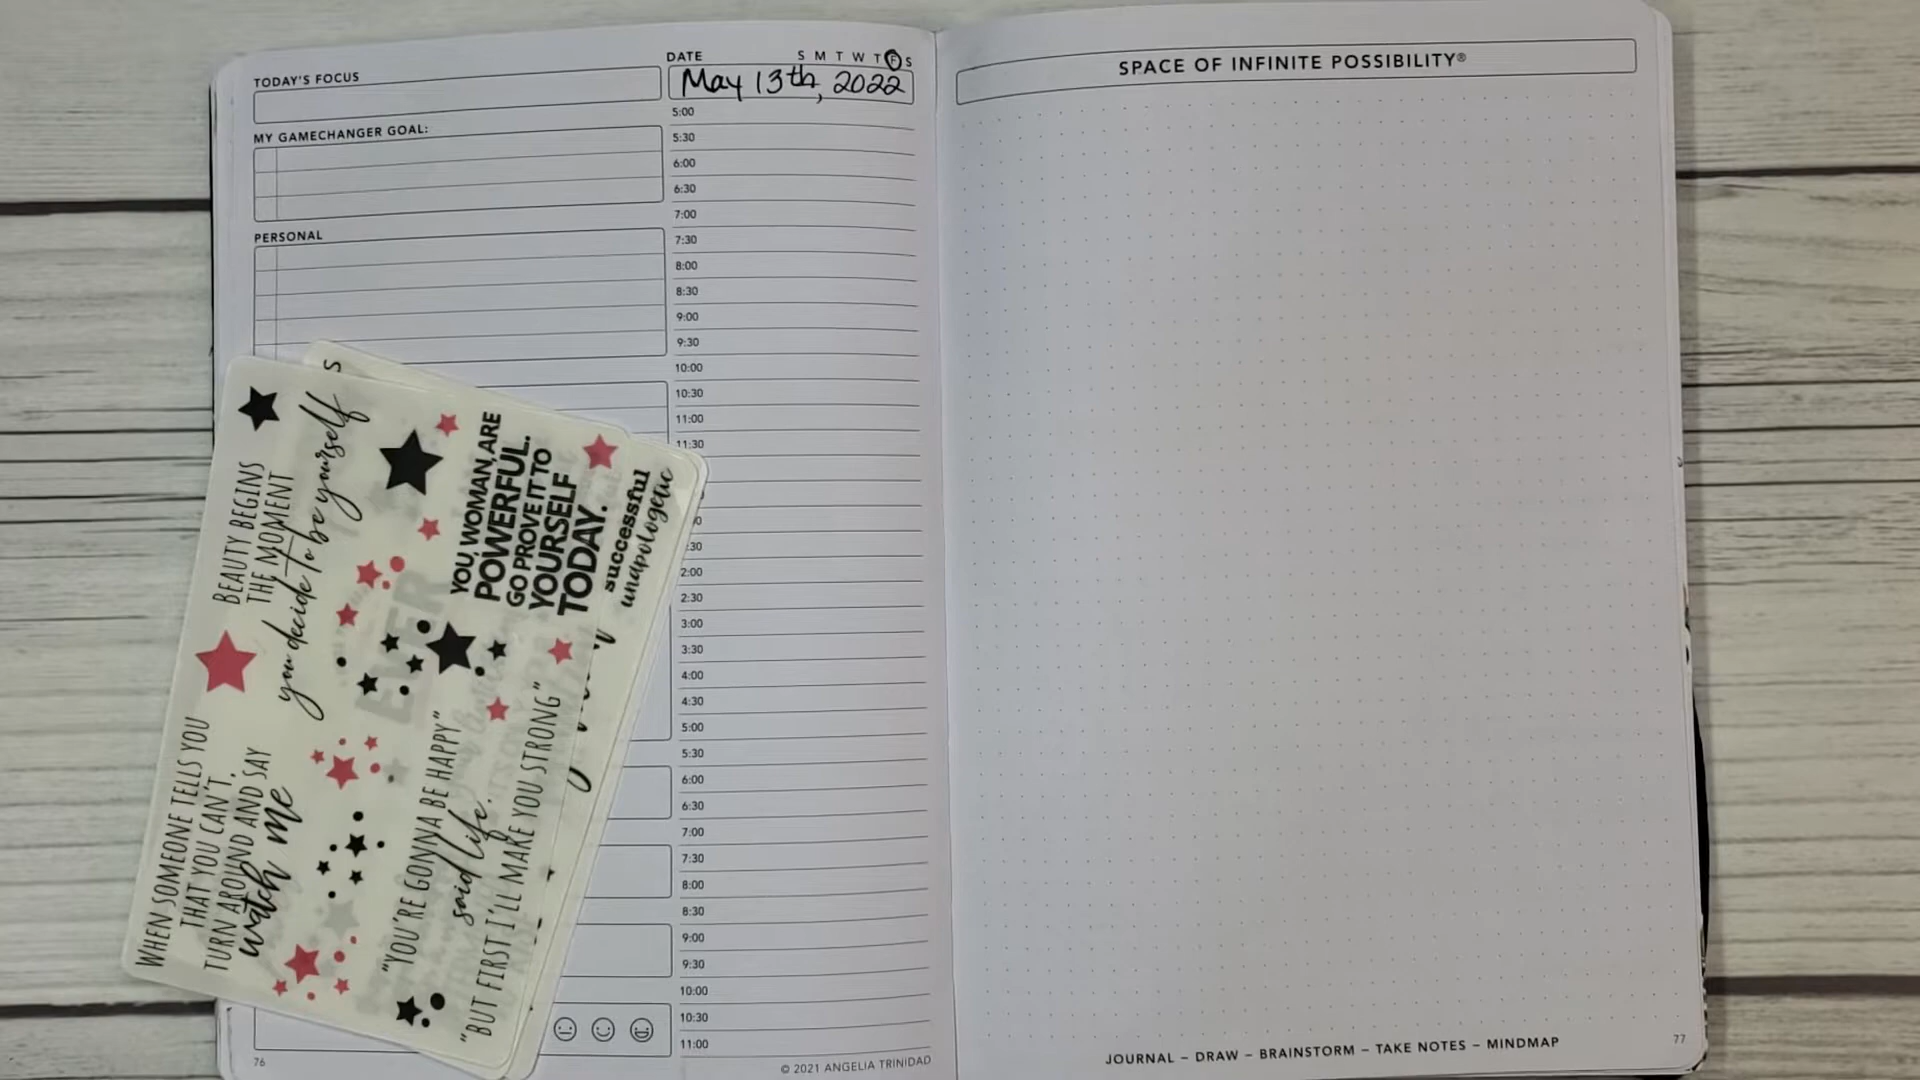 TODAY'S FOCUS
MY GAMECHANGER GOAL:
PERSONAL
DATE
S M T W T F S
May 13th, 2022
5:00
5:30
6:00
6:30
7:00
7:30
8:00
8:30
9:00
9:30
10:00
10:30
11:00
11:30
:30
2:00
2:30
3:00
3:30
4:00
4:30
5:00
5:30
6:00
6:30
7:00
7:30
8:00
8:30
9:00
9:30
10:00
10:30
11:00
76
© 2021 ANGELIA TRINIDAD
BEAUTY BEGINS
THE MOMENT
you decide to be yourself
YOU, WOMAN, ARE
POWERFUL.
GO PROVE IT TO
YOURSELF
TODAY.
successful
unapologetic
WHEN SOMEONE TELLS YOU
THAT YOU CAN'T,
TURN AROUND AND SAY
watch me
"YOU'RE GONNA BE HAPPY"
said life,
"BUT FIRST I'LL MAKE YOU STRONG"
SPACE OF INFINITE POSSIBILITY®
JOURNAL – DRAW – BRAINSTORM – TAKE NOTES – MINDMAP
77